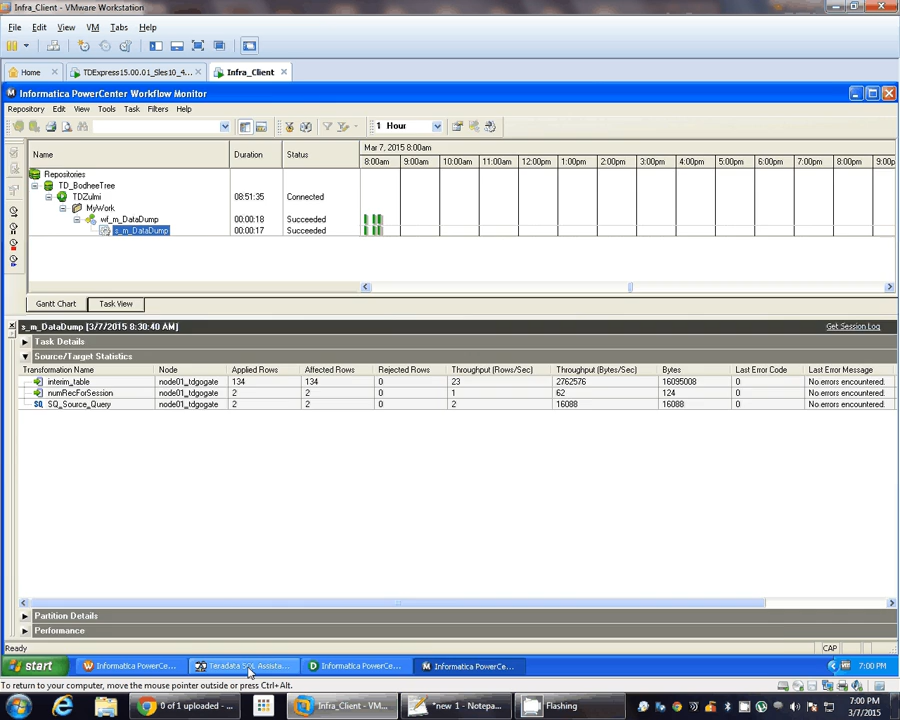 Infra_Client - VMware Workstation
File Edit View VM Tabs Help
Home TDExpress15.00.01_Sles10_4... Infra_Client
Informatica PowerCenter Workflow Monitor
Repository Edit View Tools Task Filters Help
1 Hour
Name Duration Status Mar 7, 2015 8:00am
8:00am 9:00am 10:00am 11:00am 12:00pm 1:00pm 2:00pm 3:00pm 4:00pm 5:00pm 6:00pm 7:00pm 8:00pm 9:00p
Repositories
TD_BodheeTree
TDZulmi 08:51:35 Connected
MyWork
wf_m_DataDump 00:00:18 Succeeded
s_m_DataDump 00:00:17 Succeeded
Gantt Chart Task View
s_m_DataDump [3/7/2015 8:30:40 AM] Get Session Log
Task Details
Source/Target Statistics
Transformation Name Node Applied Rows Affected Rows Rejected Rows Throughput (Rows/Sec) Throughput (Bytes/Sec) Bytes Last Error Code Last Error Message
interim_table node01_tdgogate 134 134 0 23 2762576 16095008 0 No errors encountered.
numRecForSession node01_tdgogate 2 2 0 1 62 124 0 No errors encountered.
SQ_Source_Query node01_tdgogate 2 2 0 2 16088 16088 0 No errors encountered.
Partition Details
Performance
Ready CAP
start Informatica PowerCe... Teradata SQL Assista... Informatica PowerCe... Informatica PowerCe... 7:00 PM
To return to your computer, move the mouse pointer outside or press Ctrl+Alt.
0 of 1 uploaded - ... Infra_Client - VM... *new 1 - Notepa... Flashing 7:00 PM
3/7/2015